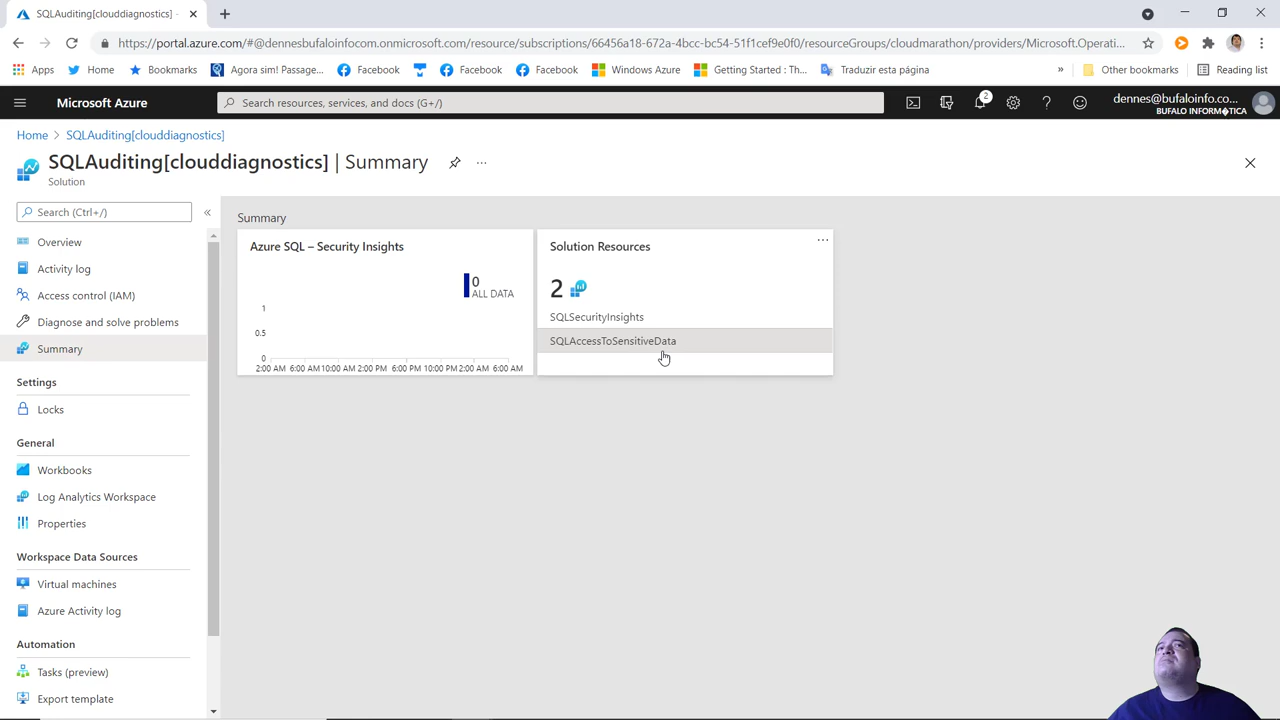 SQLAuditing[clouddiagnostics] -
https://portal.azure.com/#@dennesbufaloinfocom.onmicrosoft.com/resource/subscriptions/66456a18-672a-4bcc-bc54-51f1cef9e0f0/resourceGroups/cloudmarathon/providers/Microsoft.Operati...
Apps Home Bookmarks Agora sim! Passage... Facebook Facebook Facebook Windows Azure Getting Started : Th... Traduzir esta página » Other bookmarks Reading list
Microsoft Azure
Search resources, services, and docs (G+/)
2
dennes@bufaloinfo.co...
BUFALO INFORM�TICA
Home > SQLAuditing[clouddiagnostics]
SQLAuditing[clouddiagnostics] | Summary ...
Solution
Search (Ctrl+/)
«
Overview
Activity log
Access control (IAM)
Diagnose and solve problems
Summary
Settings
Locks
General
Workbooks
Log Analytics Workspace
Properties
Workspace Data Sources
Virtual machines
Azure Activity log
Automation
Tasks (preview)
Export template
Summary
Azure SQL – Security Insights
0
ALL DATA
1
0.5
0
2:00 AM 6:00 AM 10:00 AM 2:00 PM 6:00 PM 10:00 PM 2:00 AM 6:00 AM
Solution Resources
...
2
SQLSecurityInsights
SQLAccessToSensitiveData